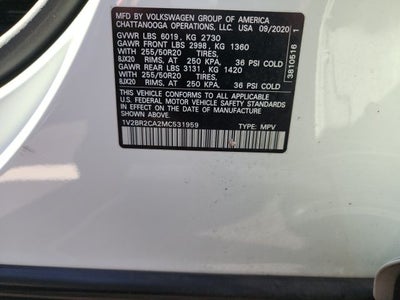 MFD. BY VOLKSWAGEN GROUP OF AMERICA
CHATTANOOGA OPERATIONS, LLC. USA 09/2020
GVWR LBS 6019, KG 2730
GAWR FRONT LBS 2998, KG 1360
WITH 255/50R20 TIRES,
8JX20 RIMS, AT 250 KPA, 36 PSI COLD
GAWR REAR LBS 3131, KG 1420
WITH 255/50R20 TIRES,
8JX20 RIMS, AT 250 KPA, 36 PSI COLD
THIS VEHICLE CONFORMS TO ALL APPLICABLE
U.S. FEDERAL MOTOR VEHICLE SAFETY STANDARDS
IN EFFECT ON THE DATE OF MANUFACTURE
SHOWN ABOVE.
1V2BR2CA2MC531959 TYPE: MPV
3810516 1